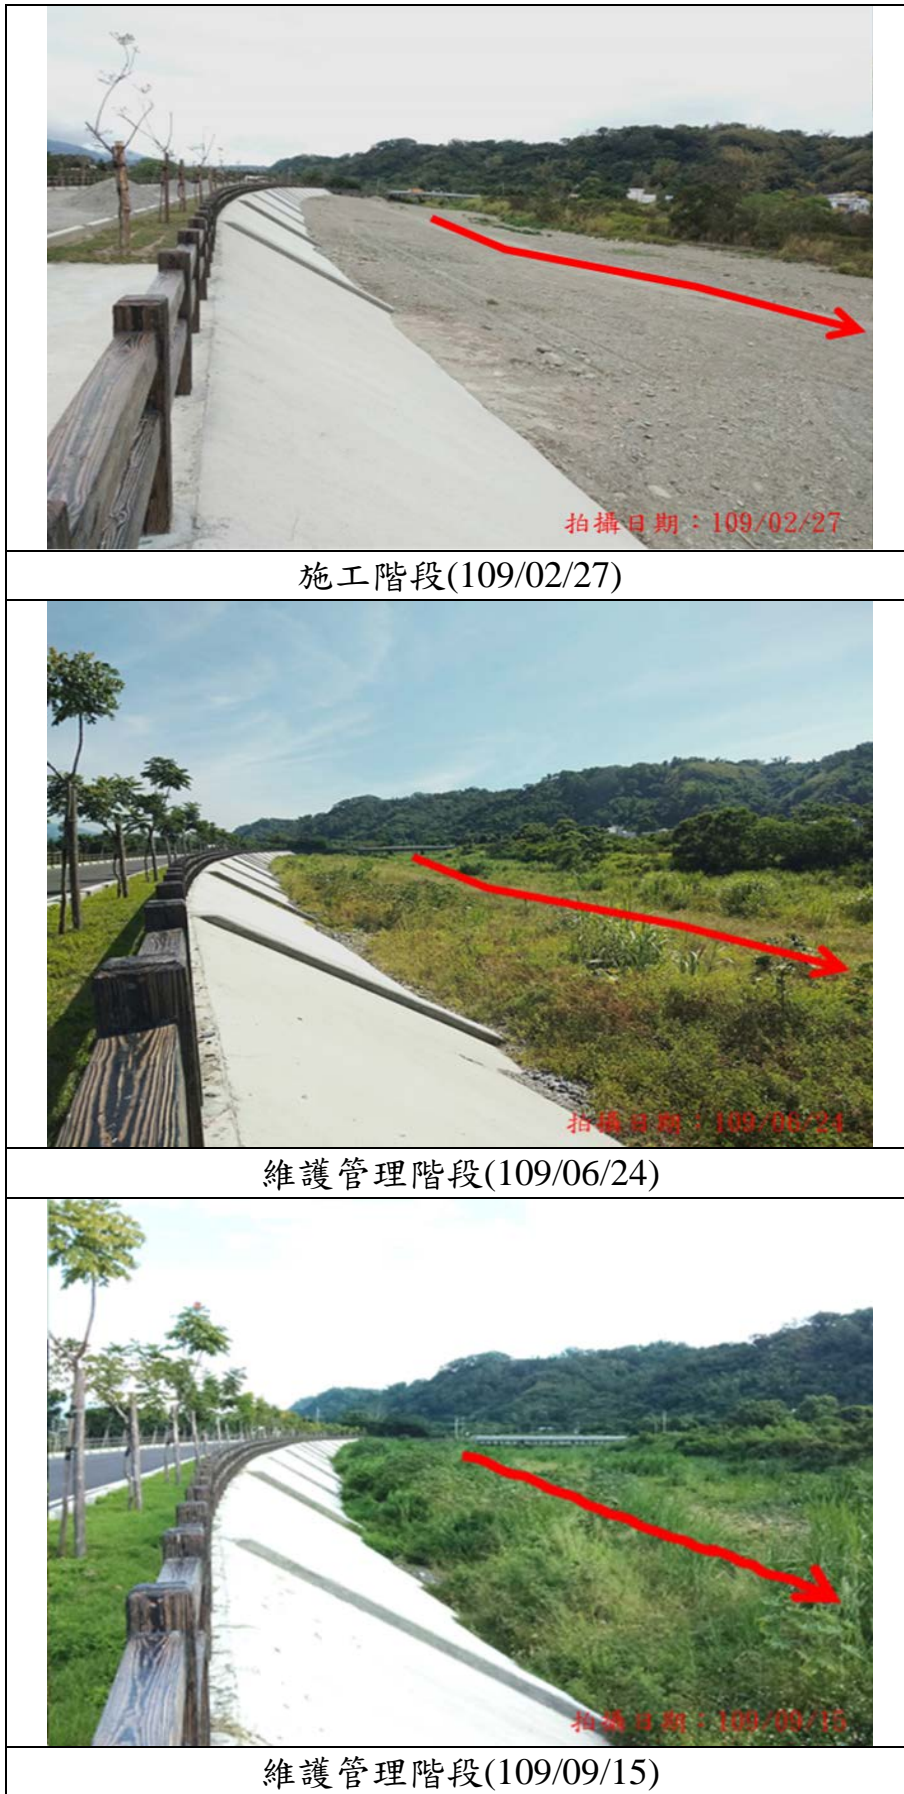 拍攝日期：109/02/27
施工階段(109/02/27)
拍攝日期：109/06/24
維護管理階段(109/06/24)
拍攝日期：109/09/15
維護管理階段(109/09/15)